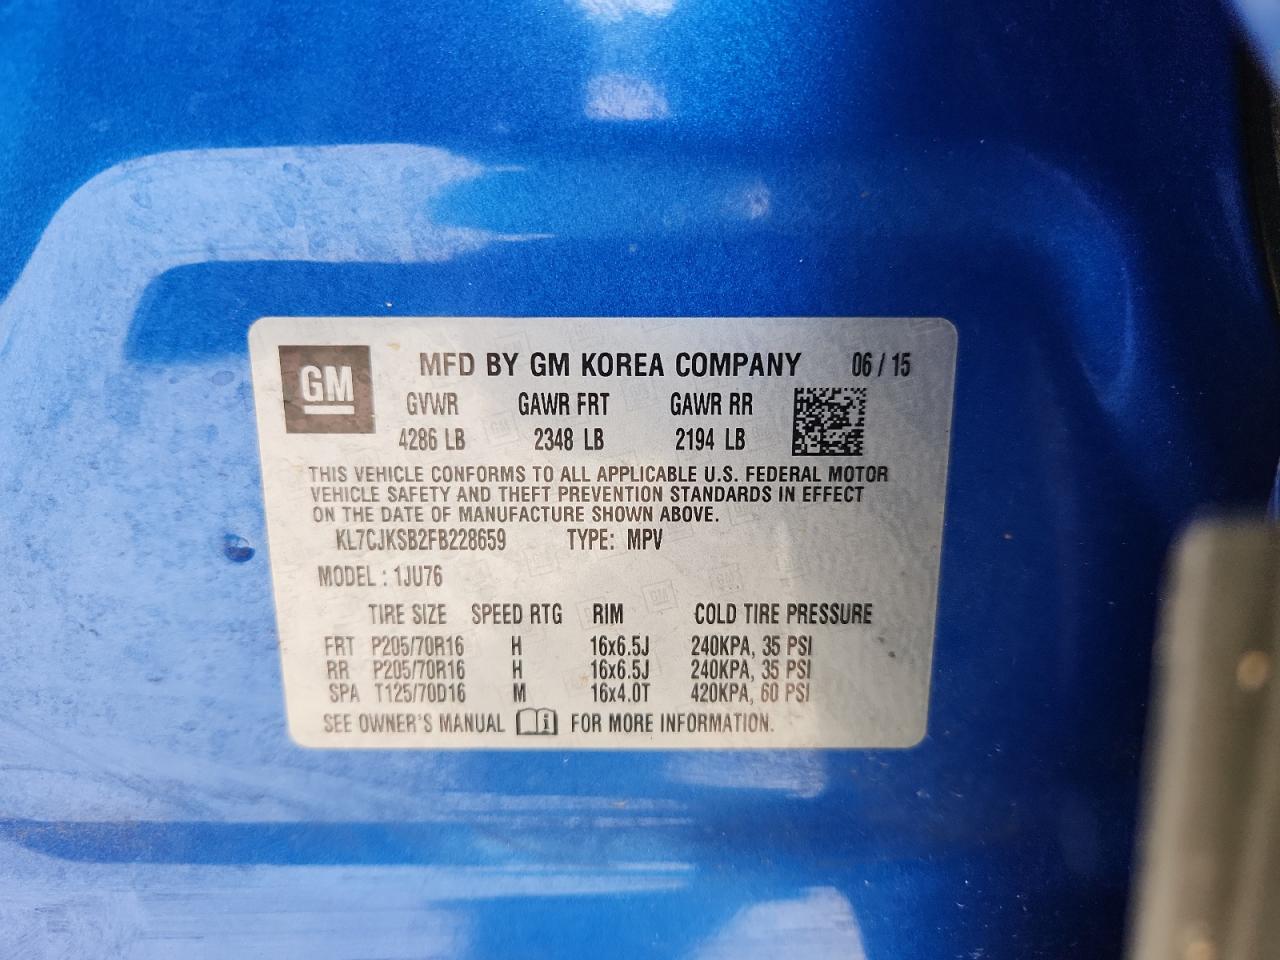 GM
MFD BY GM KOREA COMPANY 06 / 15
GVWR GAWR FRT GAWR RR
4286 LB 2348 LB 2194 LB
THIS VEHICLE CONFORMS TO ALL APPLICABLE U.S. FEDERAL MOTOR
VEHICLE SAFETY AND THEFT PREVENTION STANDARDS IN EFFECT
ON THE DATE OF MANUFACTURE SHOWN ABOVE.
KL7CJKSB2FB228659 TYPE: MPV
MODEL : 1JU76
TIRE SIZE SPEED RTG RIM COLD TIRE PRESSURE
FRT P205/70R16 H 16x6.5J 240KPA, 35 PSI
RR P205/70R16 H 16x6.5J 240KPA, 35 PSI
SPA T125/70D16 M 16x4.0T 420KPA, 60 PSI
SEE OWNER'S MANUAL i FOR MORE INFORMATION.